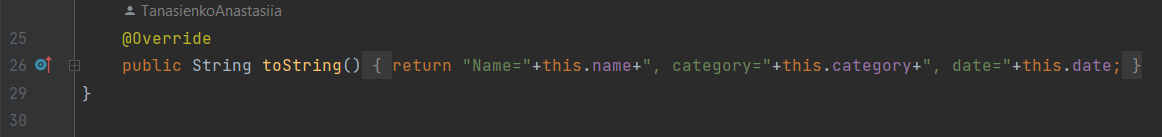 TanasienkoAnastasiia
25 @Override
26 public String toString() { return "Name="+this.name+", category="+this.category+", date="+this.date; }
29 }
30